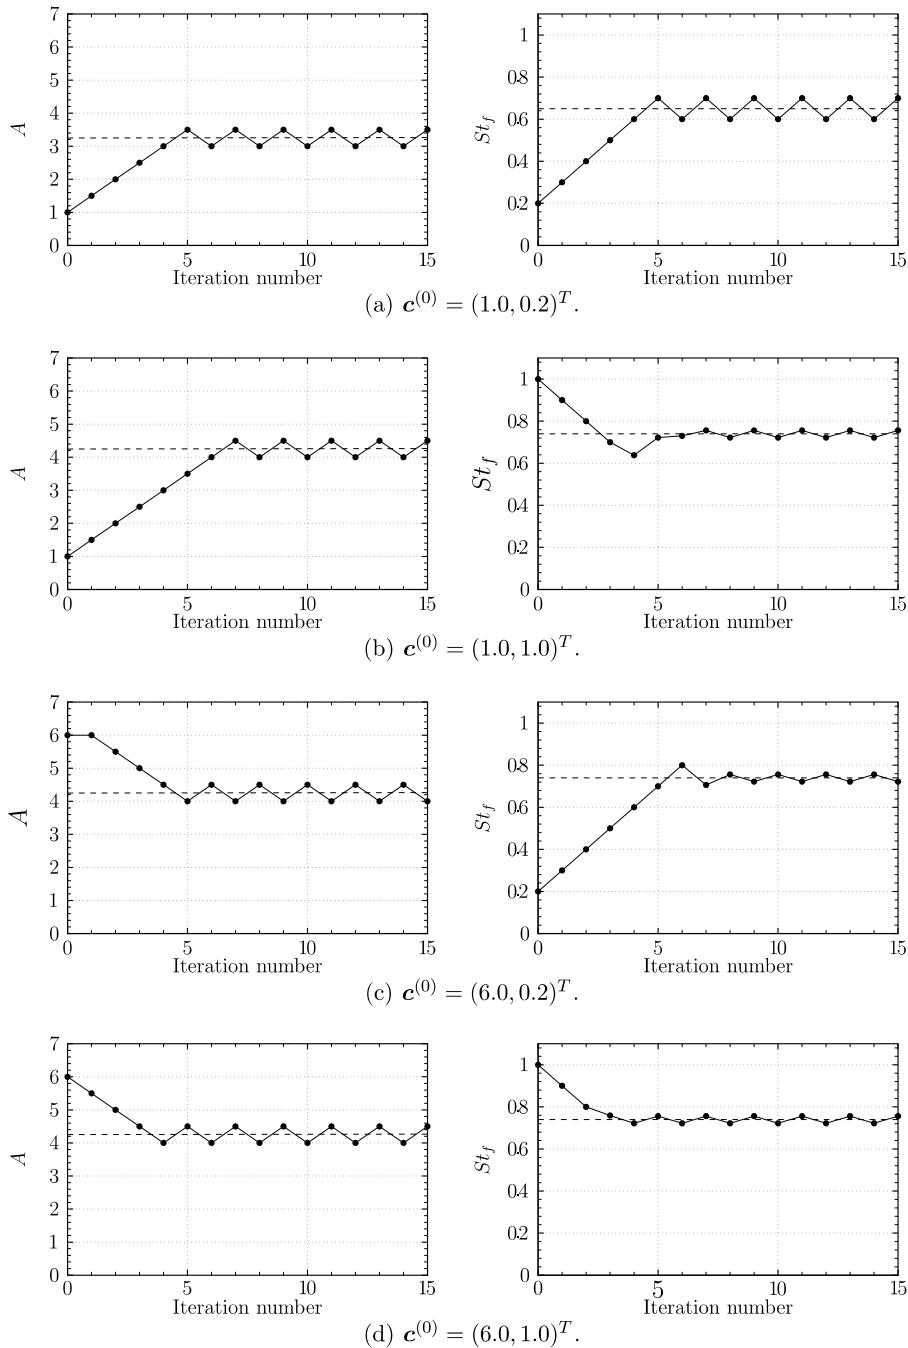 7
6
5
4
3
2
1
0
A
0 5 10 15
Iteration number
1
0.8
0.6
0.4
0.2
0
St_f
0 5 10 15
Iteration number
(a) c^(0) = (1.0, 0.2)^T.
7
6
5
4
3
2
1
0
A
0 5 10 15
Iteration number
1
0.8
0.6
0.4
0.2
0
St_f
0 5 10 15
Iteration number
(b) c^(0) = (1.0, 1.0)^T.
7
6
5
4
3
2
1
0
A
0 5 10 15
Iteration number
1
0.8
0.6
0.4
0.2
0
St_f
0 5 10 15
Iteration number
(c) c^(0) = (6.0, 0.2)^T.
7
6
5
4
3
2
1
0
A
0 5 10 15
Iteration number
1
0.8
0.6
0.4
0.2
0
St_f
0 5 10 15
Iteration number
(d) c^(0) = (6.0, 1.0)^T.